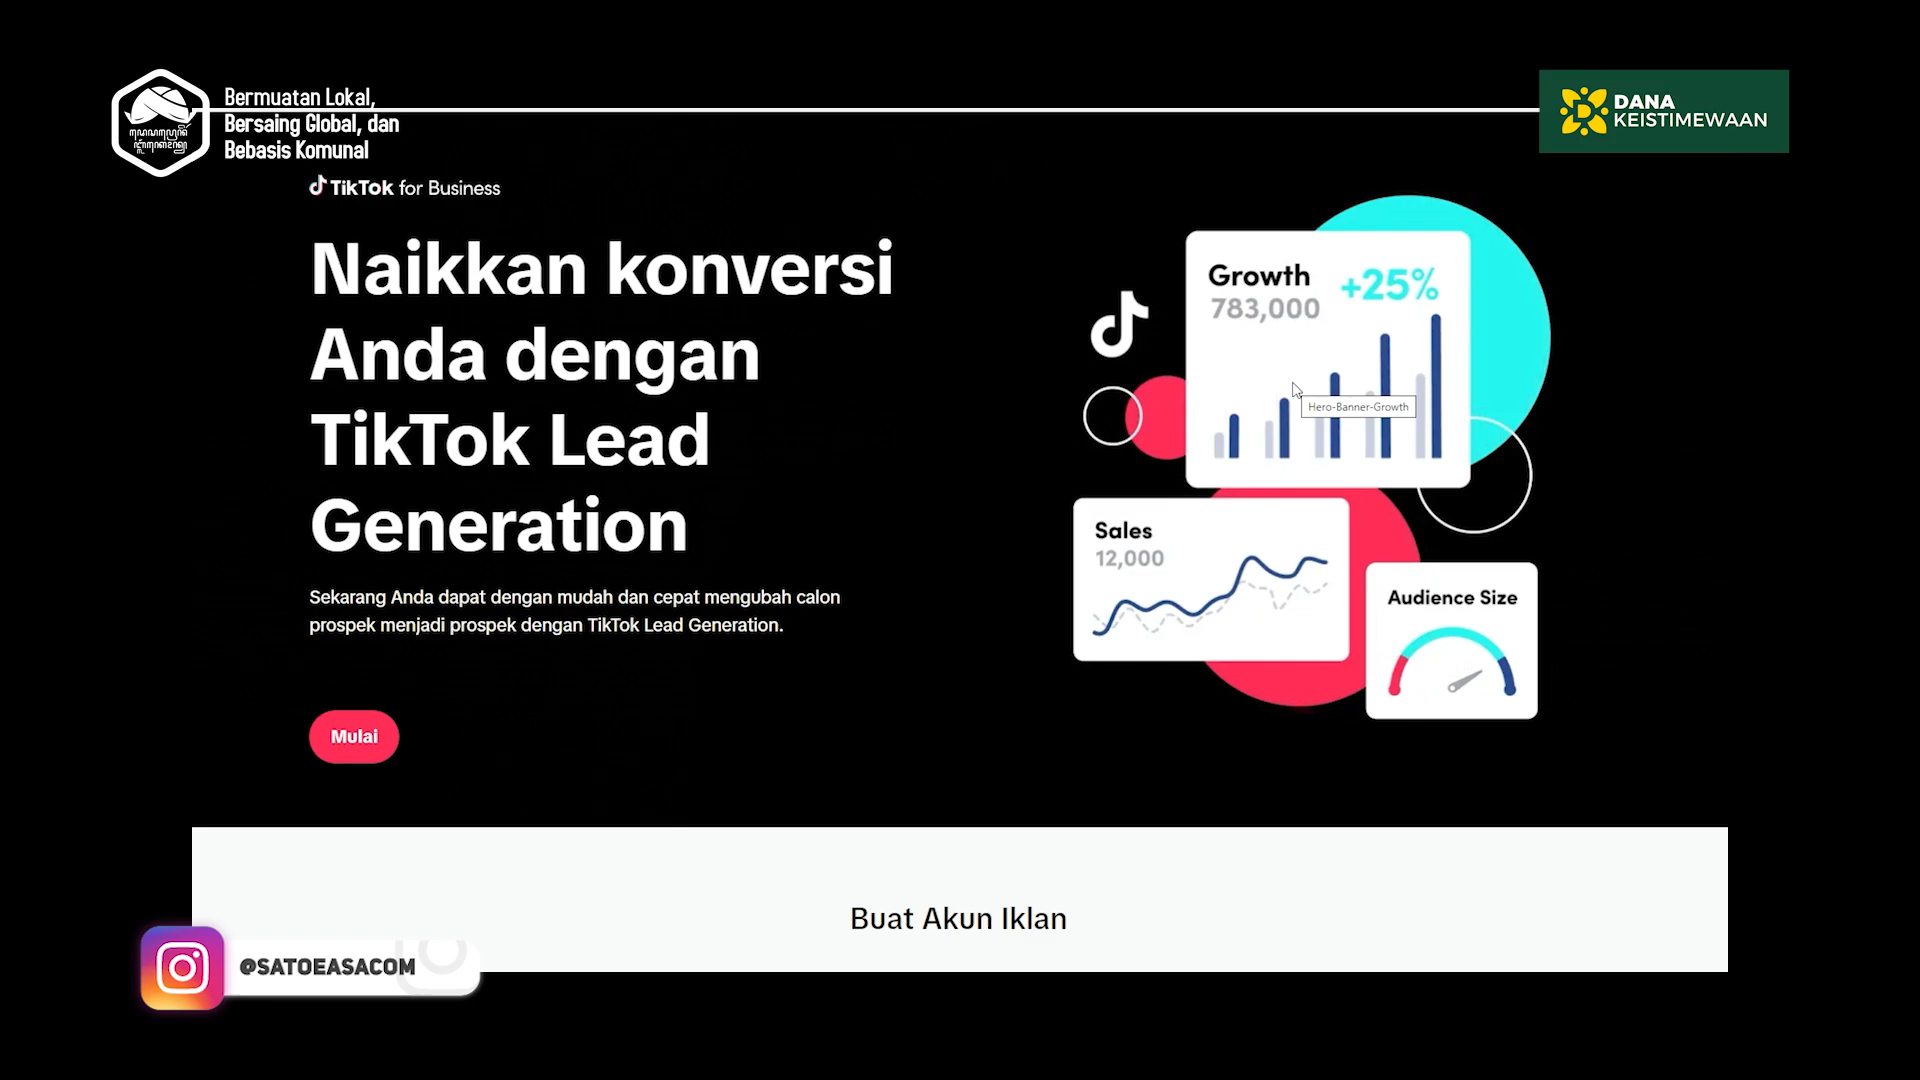 Bermuatan Lokal,
Bersaing Global, dan
Bebasis Komunal
DANA
KEISTIMEWAAN
TikTok for Business
Naikkan konversi
Anda dengan
TikTok Lead
Generation
Sekarang Anda dapat dengan mudah dan cepat mengubah calon
prospek menjadi prospek dengan TikTok Lead Generation.
Mulai
Growth
+25%
783,000
Hero-Banner-Growth
Sales
12,000
Audience Size
Buat Akun Iklan
@SATOEASACOM